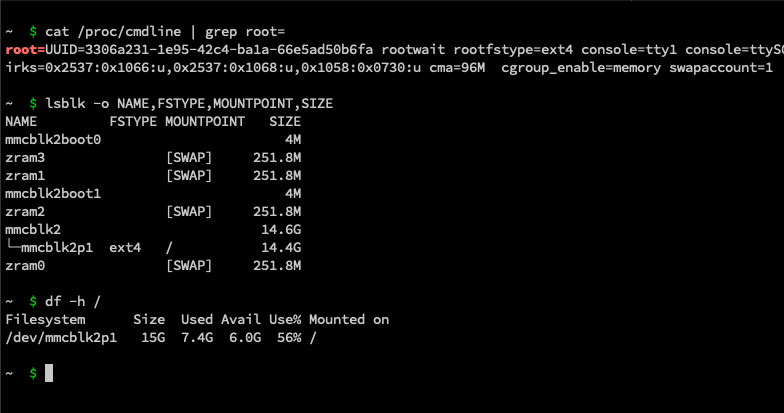 ~  $ cat /proc/cmdline | grep root=
root=UUID=3306a231-1e95-42c4-ba1a-66e5ad50b6fa rootwait rootfstype=ext4 console=tty1 console=ttyS0
irks=0x2537:0x1066:u,0x2537:0x1068:u,0x1058:0x0730:u cma=96M  cgroup_enable=memory swapaccount=1
~  $ lsblk -o NAME,FSTYPE,MOUNTPOINT,SIZE
NAME         FSTYPE MOUNTPOINT   SIZE
mmcblk2boot0                       4M
zram3               [SWAP]     251.8M
zram1               [SWAP]     251.8M
mmcblk2boot1                       4M
zram2               [SWAP]     251.8M
mmcblk2                         14.6G
└─mmcblk2p1  ext4   /           14.4G
zram0               [SWAP]     251.8M
~  $ df -h /
Filesystem      Size  Used Avail Use% Mounted on
/dev/mmcblk2p1   15G  7.4G  6.0G  56% /
~  $